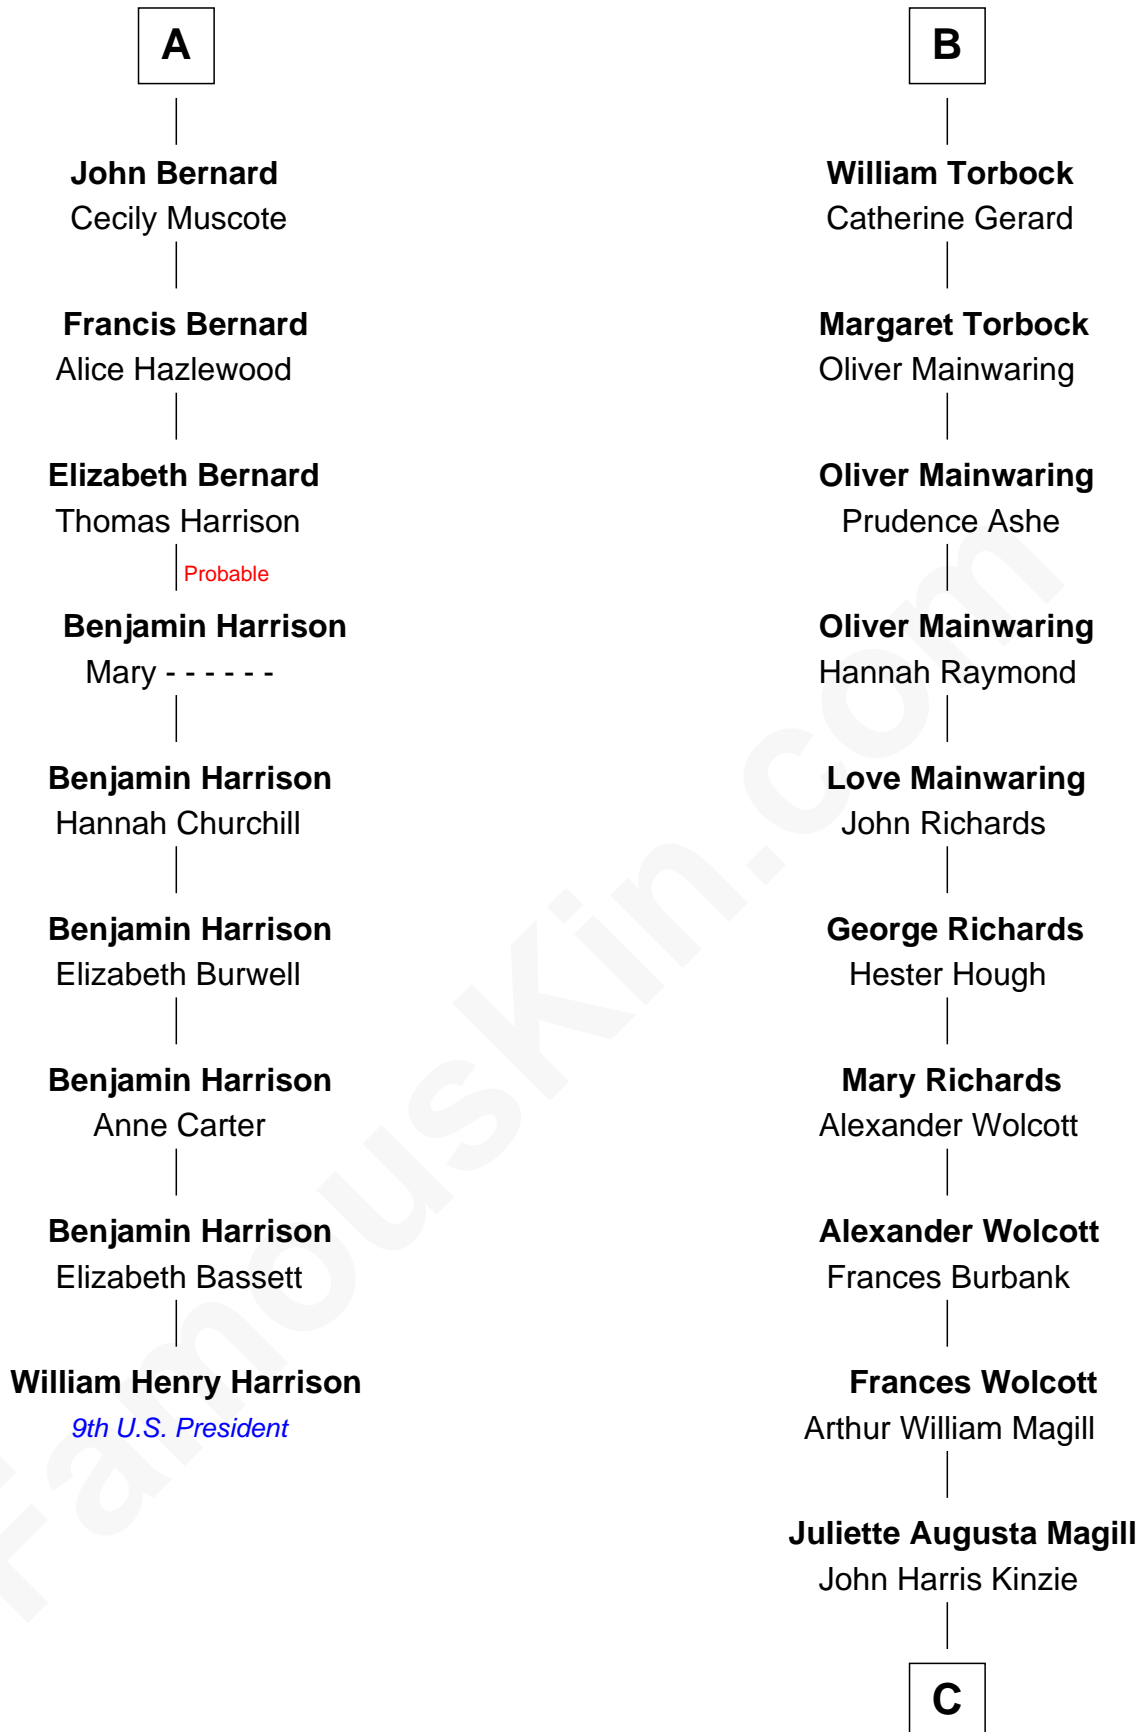 A
John Bernard
Cecily Muscote
Francis Bernard
Alice Hazlewood
Elizabeth Bernard
Thomas Harrison
Probable
Benjamin Harrison
Mary - - - - - -
Benjamin Harrison
Hannah Churchill
Benjamin Harrison
Elizabeth Burwell
Benjamin Harrison
Anne Carter
Benjamin Harrison
Elizabeth Bassett
William Henry Harrison
9th U.S. President
B
William Torbock
Catherine Gerard
Margaret Torbock
Oliver Mainwaring
Oliver Mainwaring
Prudence Ashe
Oliver Mainwaring
Hannah Raymond
Love Mainwaring
John Richards
George Richards
Hester Hough
Mary Richards
Alexander Wolcott
Alexander Wolcott
Frances Burbank
Frances Wolcott
Arthur William Magill
Juliette Augusta Magill
John Harris Kinzie
C
FamousKin.com